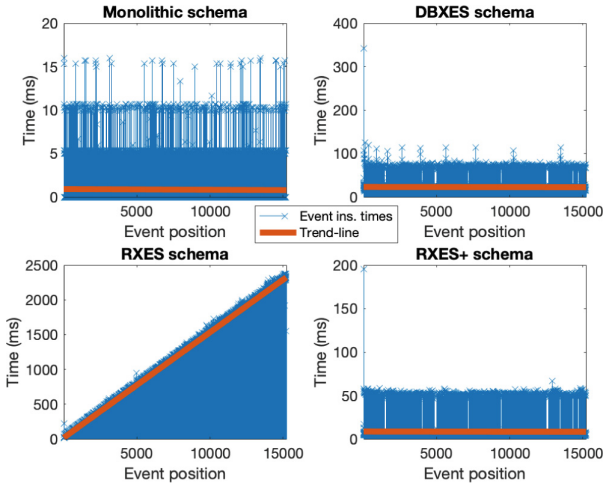 Monolithic schema
20
15
10
5
0
Time (ms)
5000 10000 15000
Event position
DBXES schema
400
300
200
100
0
Time (ms)
5000 10000 15000
Event position
Event ins. times
Trend-line
RXES schema
2500
2000
1500
1000
500
0
Time (ms)
5000 10000 15000
Event position
RXES+ schema
200
150
100
50
0
Time (ms)
5000 10000 15000
Event position